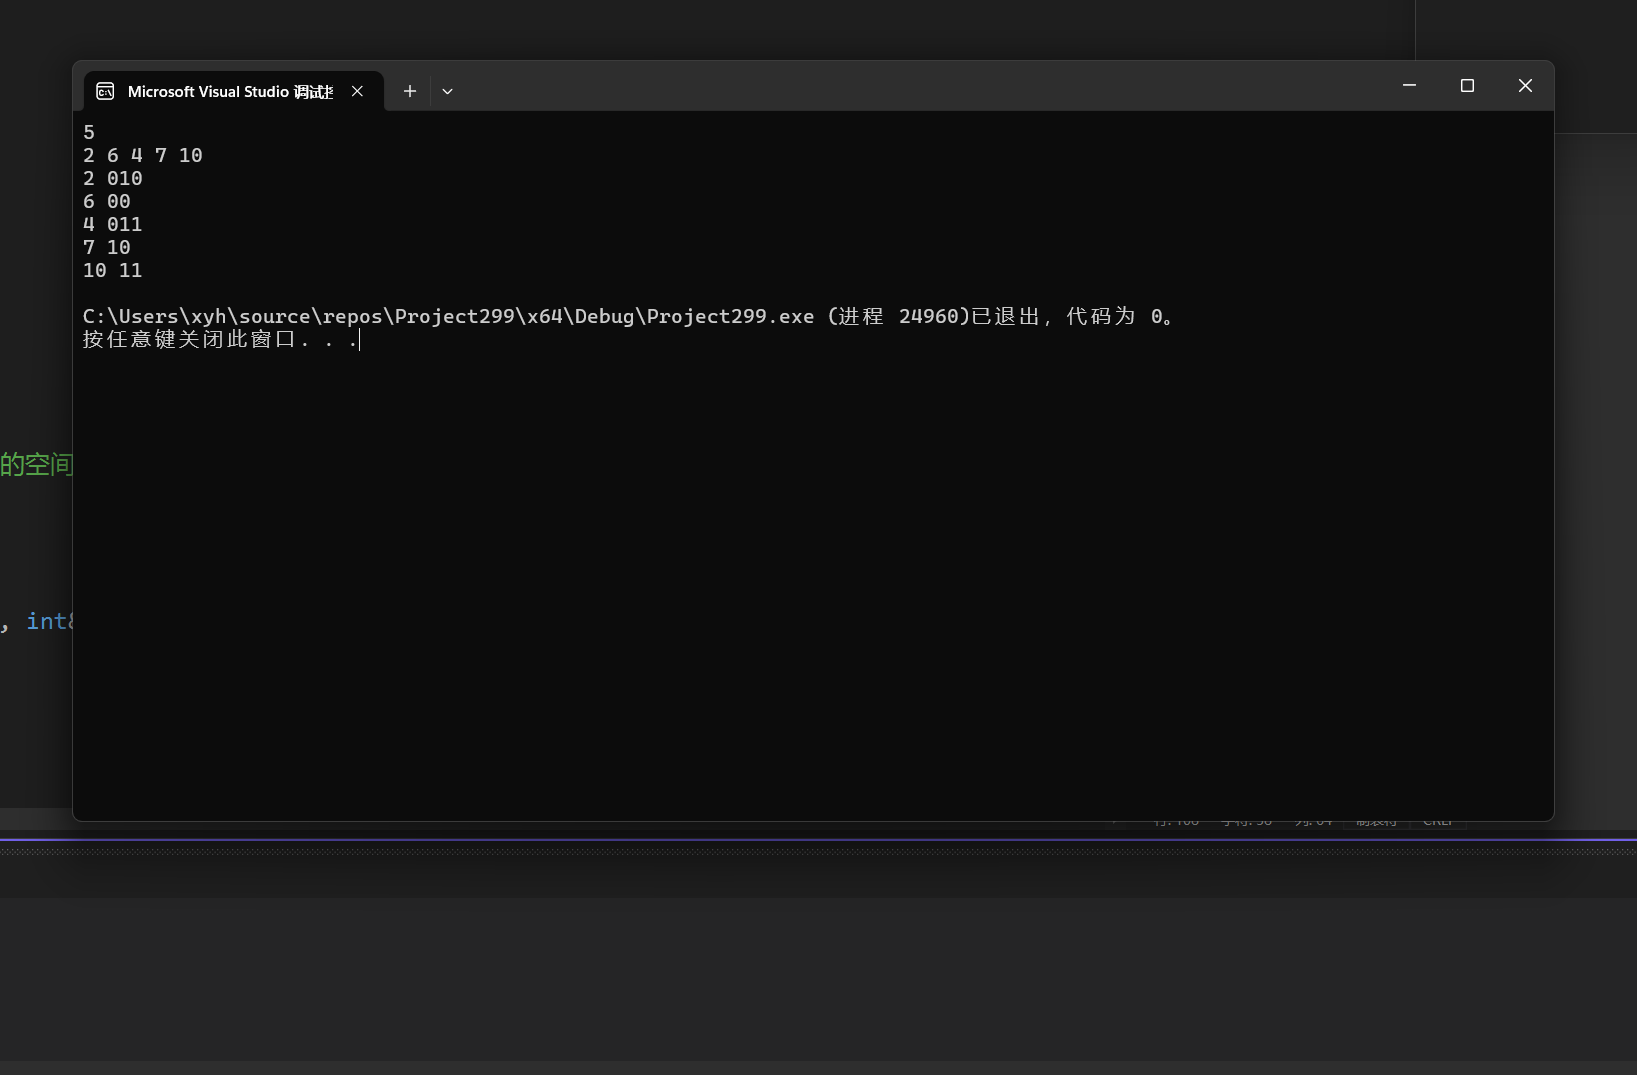 Microsoft Visual Studio 调试
5
2 6 4 7 10
2 010
6 00
4 011
7 10
10 11
C:\Users\xyh\source\repos\Project299\x64\Debug\Project299.exe (进程 24960)已退出，代码为 0。
按任意键关闭此窗口. . .
的空间
, int&